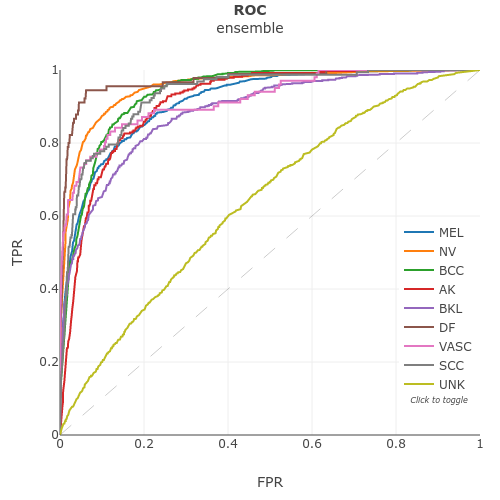 ROC
ensemble
1
0.8
0.6
0.4
0.2
0
TPR
0
0.2
0.4
0.6
0.8
1
FPR
MEL
NV
BCC
AK
BKL
DF
VASC
SCC
UNK
Click to toggle